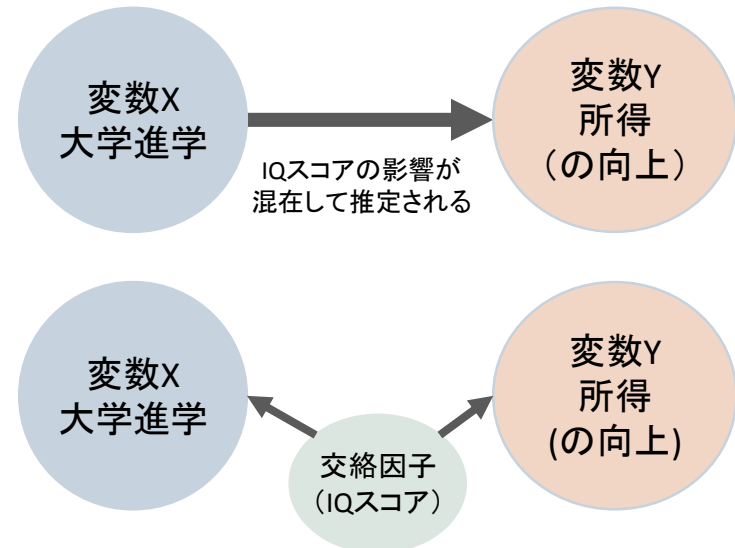 変数X
大学進学
IQスコアの影響が
混在して推定される
変数Y
所得
（の向上）
変数X
大学進学
交絡因子
（IQスコア）
変数Y
所得
(の向上)